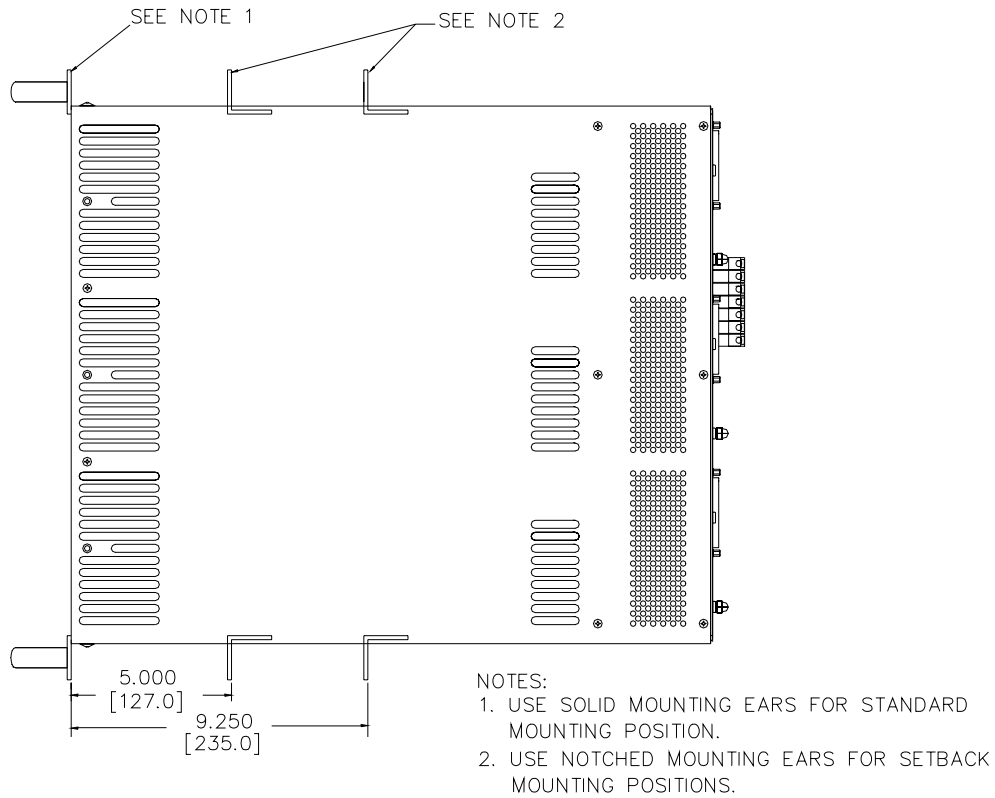 SEE NOTE 1
SEE NOTE 2
5.000
[127.0]
9.250
[235.0]
NOTES:
1. USE SOLID MOUNTING EARS FOR STANDARD
MOUNTING POSITION.
2. USE NOTCHED MOUNTING EARS FOR SETBACK
MOUNTING POSITIONS.